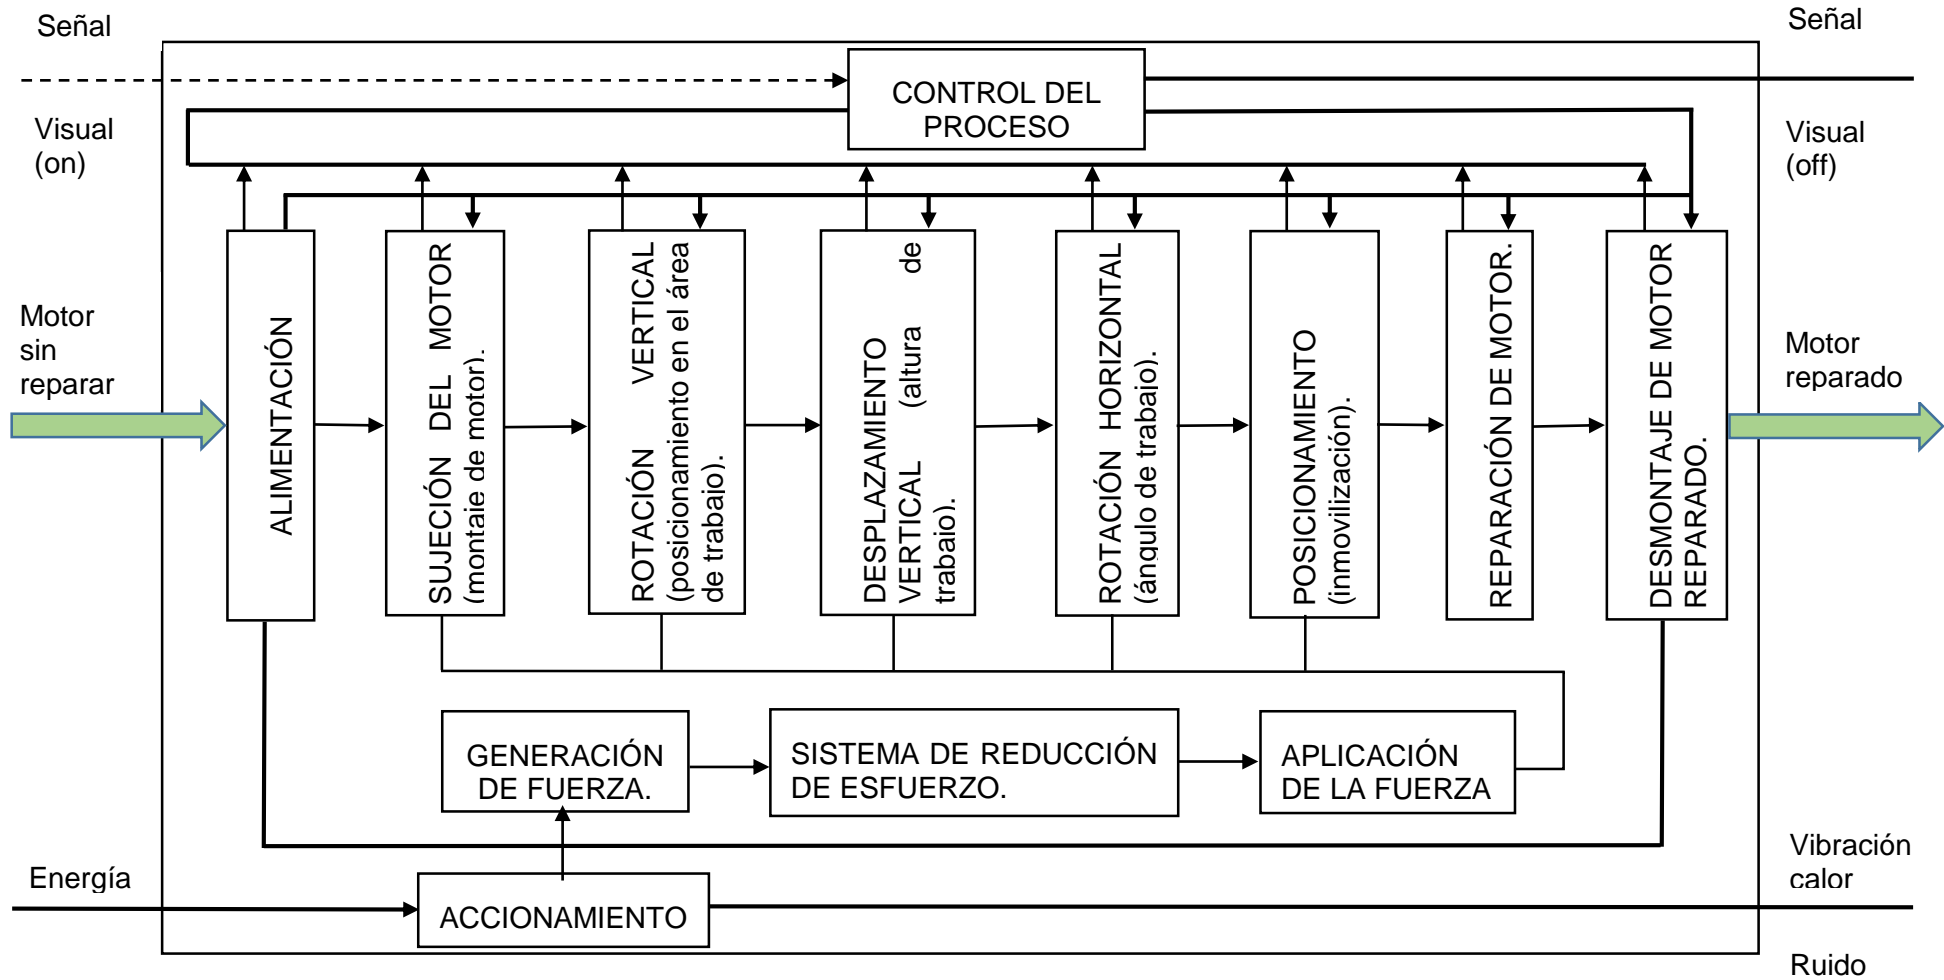 Señal
Señal
CONTROL DEL
PROCESO
Visual
(on)
Visual
(off)
Motor
sin
reparar
ALIMENTACIÓN
SUJECIÓN DEL MOTOR
(montaje de motor).
ROTACIÓN VERTICAL
(posicionamiento en el área
de trabajo).
DESPLAZAMIENTO
VERTICAL (altura de
trabajo).
ROTACIÓN HORIZONTAL
(ángulo de trabajo).
POSICIONAMIENTO
(inmovilización).
REPARACIÓN DE MOTOR.
DESMONTAJE DE MOTOR
REPARADO.
Motor
reparado
GENERACIÓN
DE FUERZA.
SISTEMA DE REDUCCIÓN
DE ESFUERZO.
APLICACIÓN
DE LA FUERZA
Energía
ACCIONAMIENTO
Vibración
calor
Ruido